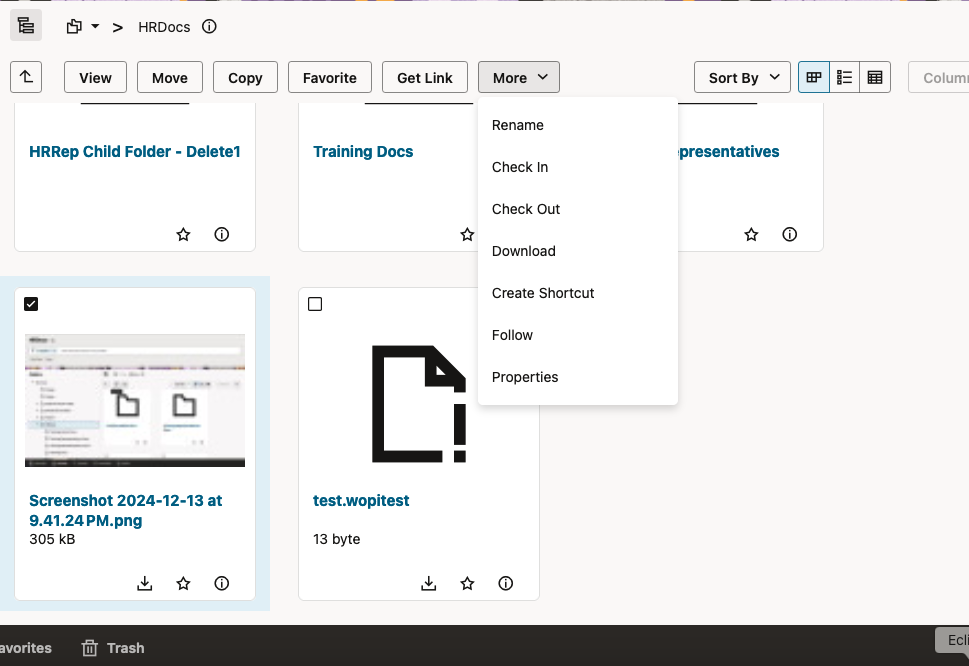 > HRDocs
View Move Copy Favorite Get Link More Sort By Colum
Rename
Check In
Check Out
Download
Create Shortcut
Follow
Properties
HRRep Child Folder - Delete1
Training Docs
presentatives
Screenshot 2024-12-13 at
9.41.24 PM.png
305 kB
test.wopitest
13 byte
avorites Trash
Ecli